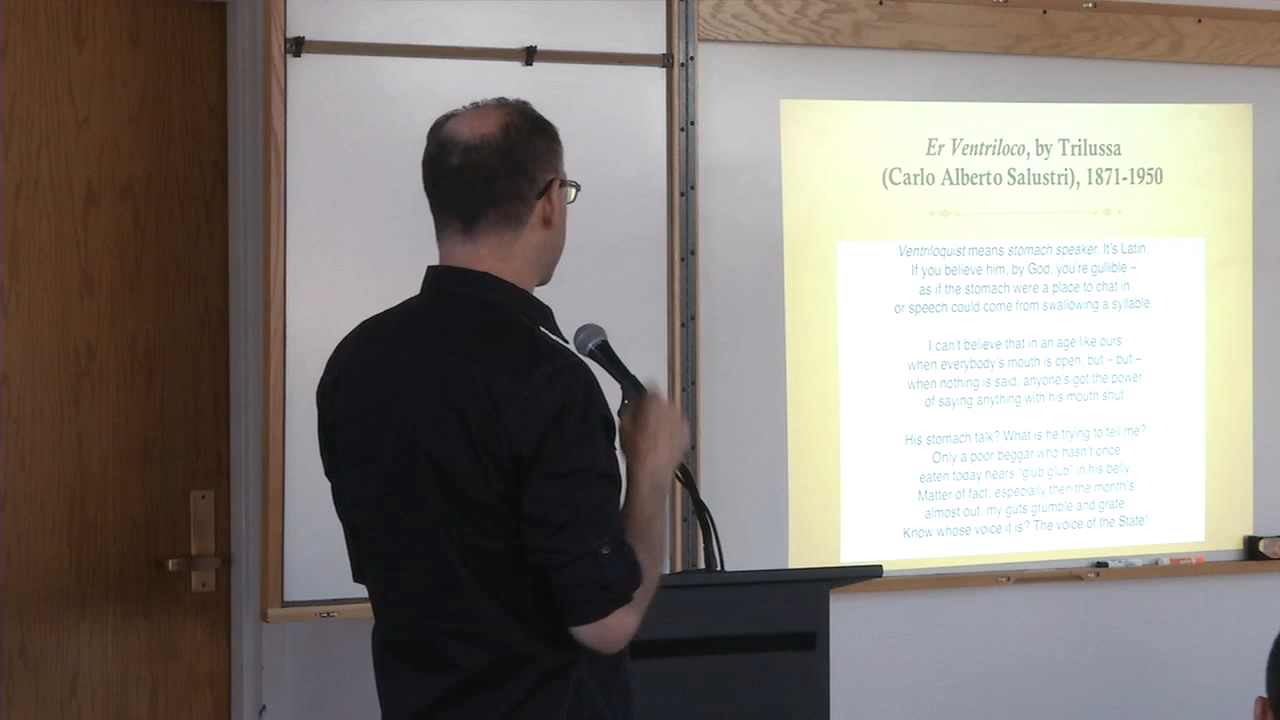 Er Ventriloco, by Trilussa
(Carlo Alberto Salustri), 1871-1950
Ventriloquist means stomach speaker. It's Latin.
If you believe him, by God, you're gullible –
as if the stomach were a place to chat in
or speech could come from swallowing a syllable.
I can't believe that in an age like ours
when everybody's mouth is open, but – but –
when nothing is said, anyone's got the power
of saying anything with his mouth shut.
His stomach talk? What is he trying to tell me?
Only a poor beggar who hasn't once
eaten today hears "glub glub" in his belly.
Matter of fact, especially then the month's
almost out, my guts grumble and grate
Know whose voice it is? The voice of the State!